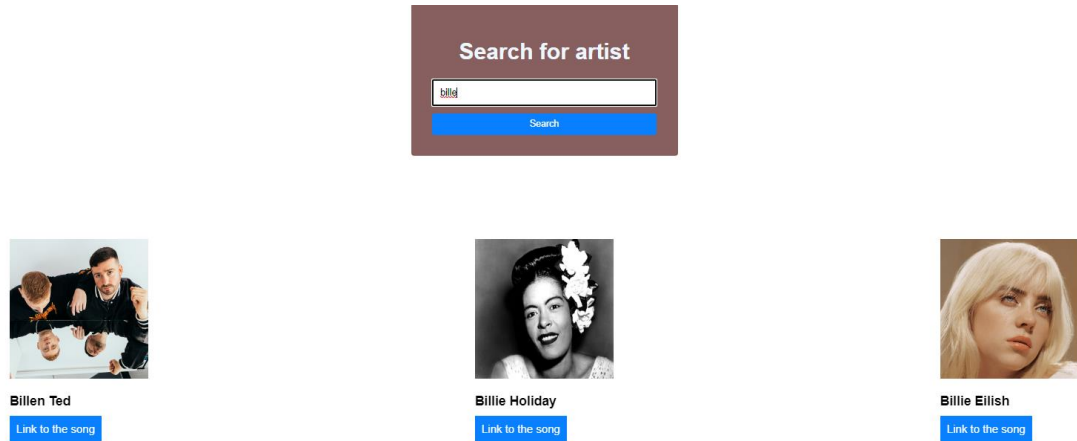 Search for artist
bille
Search
Billen Ted
Billie Holiday
Billie Eilish
Link to the song
Link to the song
Link to the song